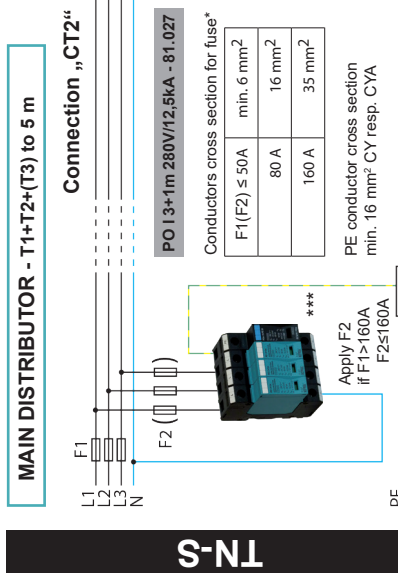 MAIN DISTRIBUTOR - T1+T2+(T3) to 5 m
Connection „CT2“
PO I 3+1m 280V/12,5kA - 81.027
Conductors cross section for fuse*
F1(F2) ≤ 50A min. 6 mm²
80 A 16 mm²
160 A 35 mm²
PE conductor cross section
min. 16 mm² CY resp. CYA
F1
L1
L2
L3
N
F2 ( )
***
Apply F2
if F1>160A
F2≤160A
PE
TN-S